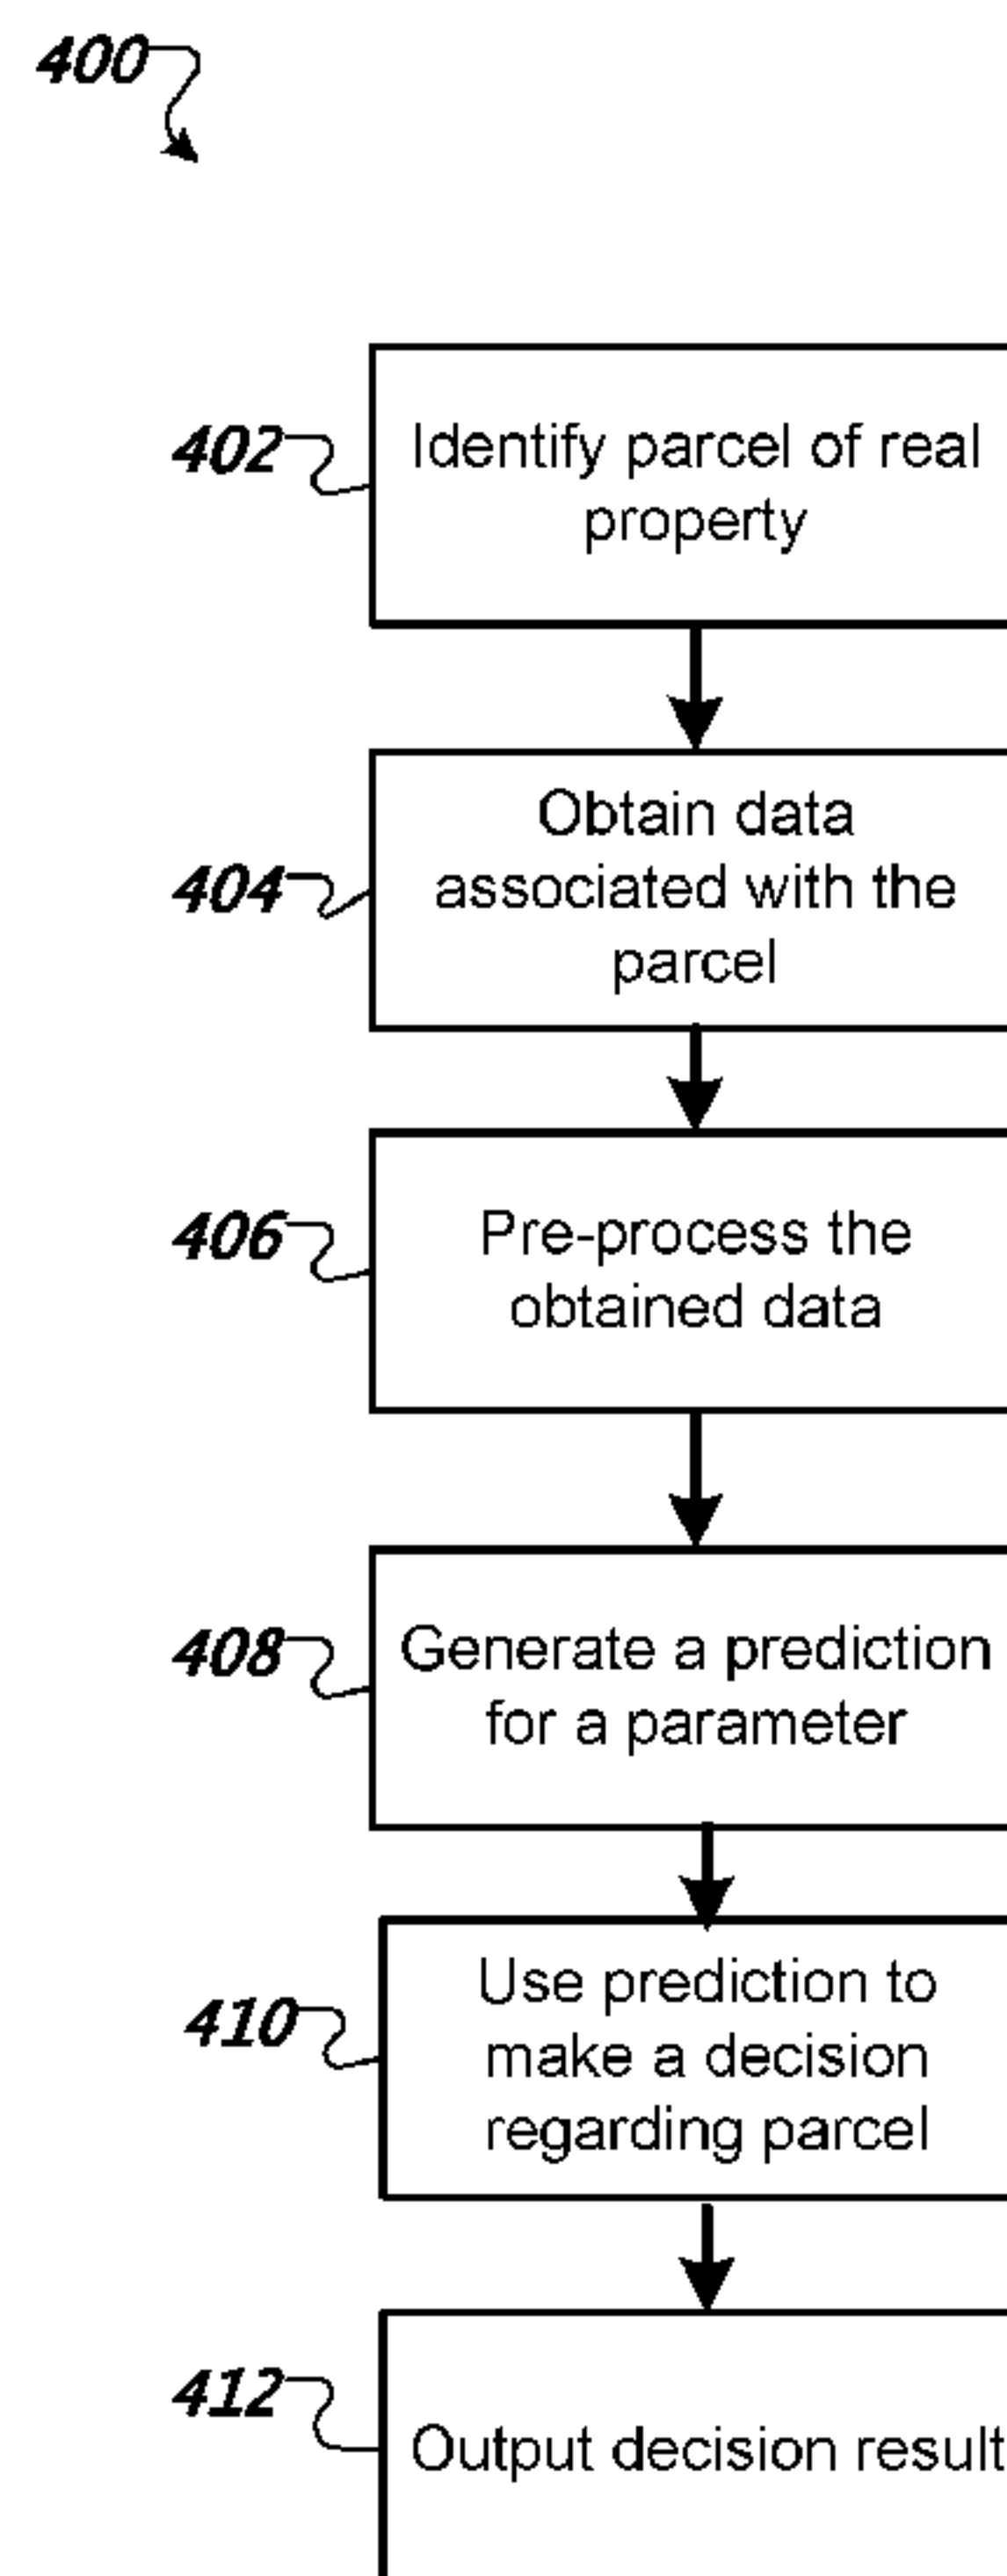 400
402
Identify parcel of real
property
404
Obtain data
associated with the
parcel
406
Pre-process the
obtained data
408
Generate a prediction
for a parameter
410
Use prediction to
make a decision
regarding parcel
412
Output decision result